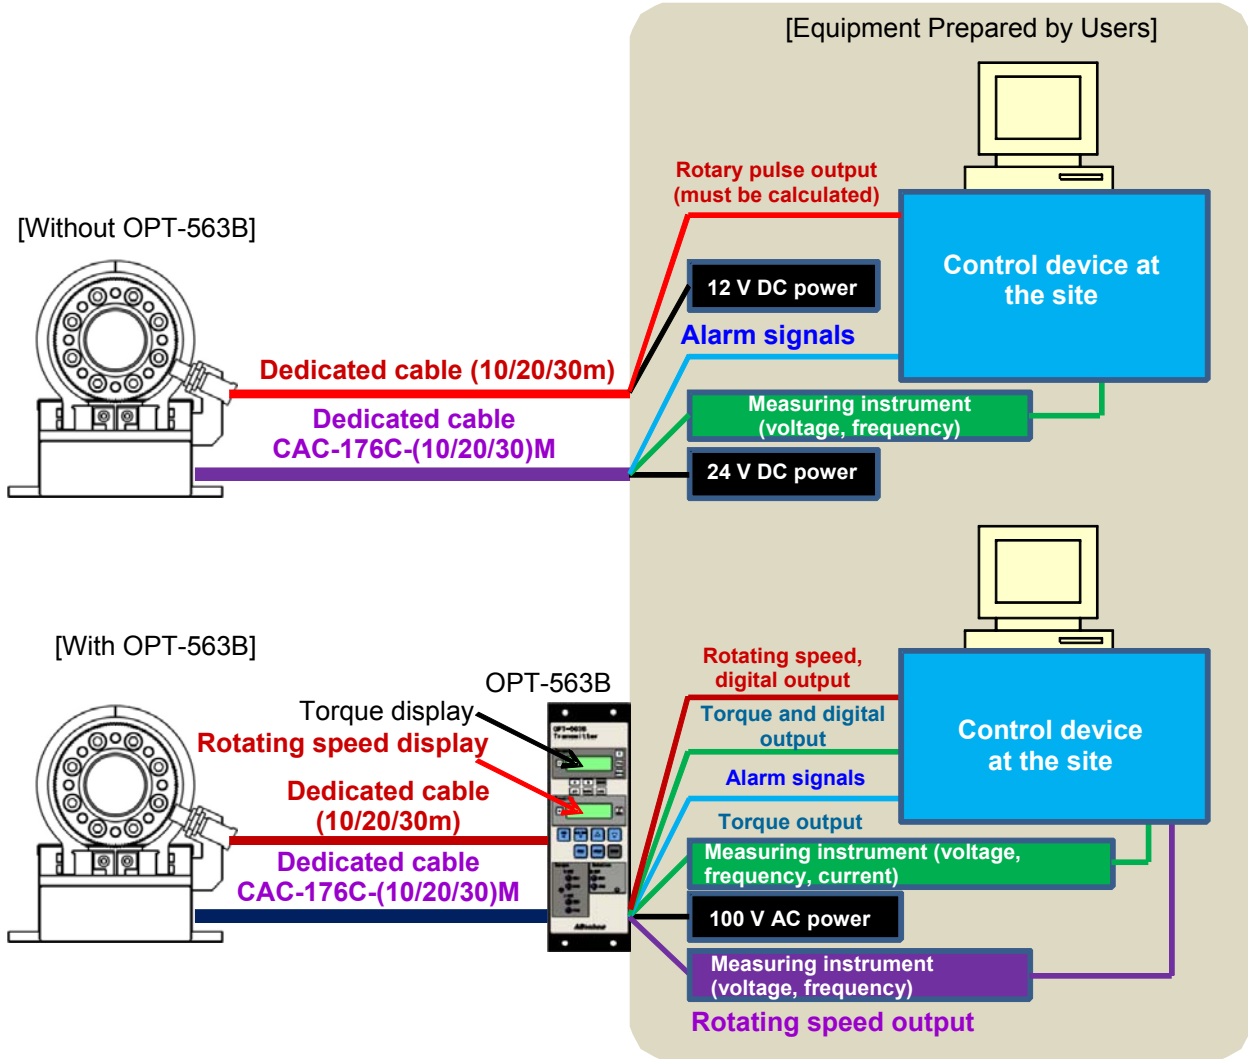 [Equipment Prepared by Users]
Rotary pulse output
(must be calculated)
[Without OPT-563B]
Control device at
the site
12 V DC power
Alarm signals
Dedicated cable (10/20/30m)
Measuring instrument
(voltage, frequency)
Dedicated cable
CAC-176C-(10/20/30)M
24 V DC power
[With OPT-563B]
Rotating speed,
digital output
OPT-563B
Torque display
Rotating speed display
Torque and digital
output
Control device
at the site
OPT-563B
Transmitter
Alarm signals
Dedicated cable
(10/20/30m)
Torque output
Dedicated cable
CAC-176C-(10/20/30)M
Measuring instrument (voltage,
frequency, current)
100 V AC power
Measuring instrument
(voltage, frequency)
Rotating speed output